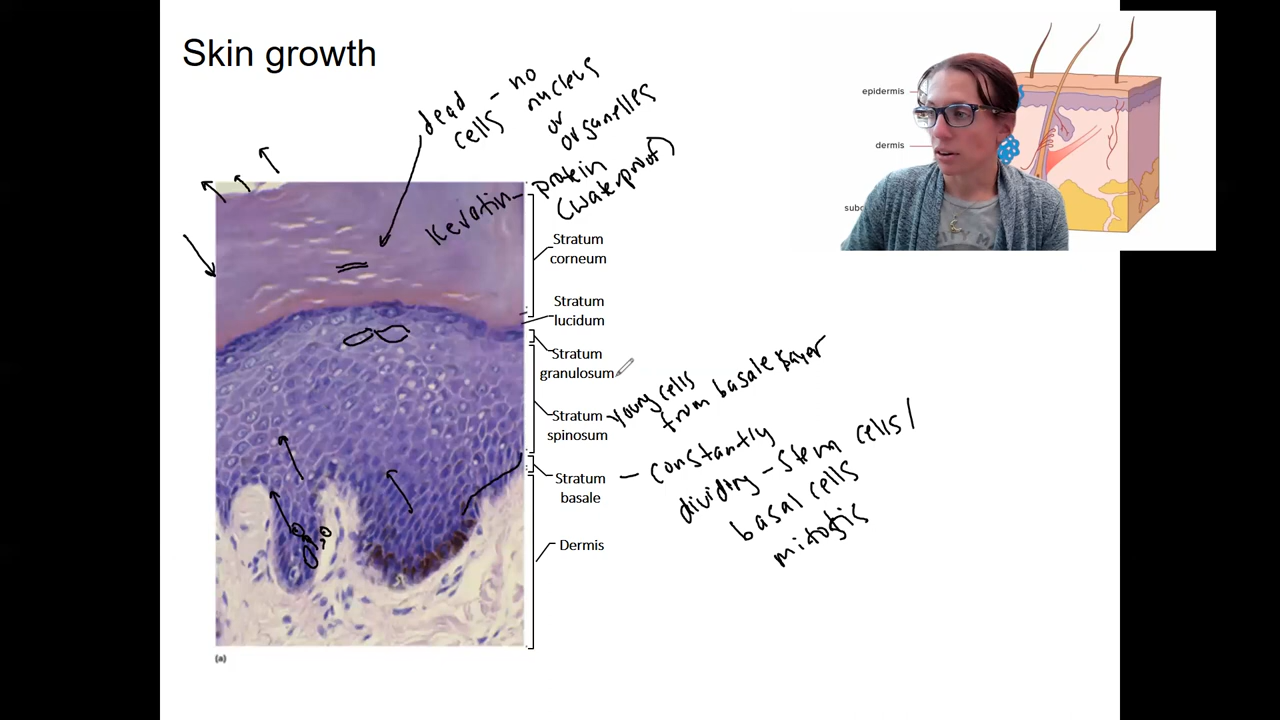 Skin growth
dead
cells - no
nucleus
or
organelles
Keratin - protein
(waterproof)
epidermis
dermis
subc
Stratum
corneum
Stratum
lucidum
Stratum
granulosum
Stratum
spinosum
Young cells
from basale layer
Stratum
basale
- constantly
dividing - stem cells/
basal cells
mitosis
Dermis
(a)